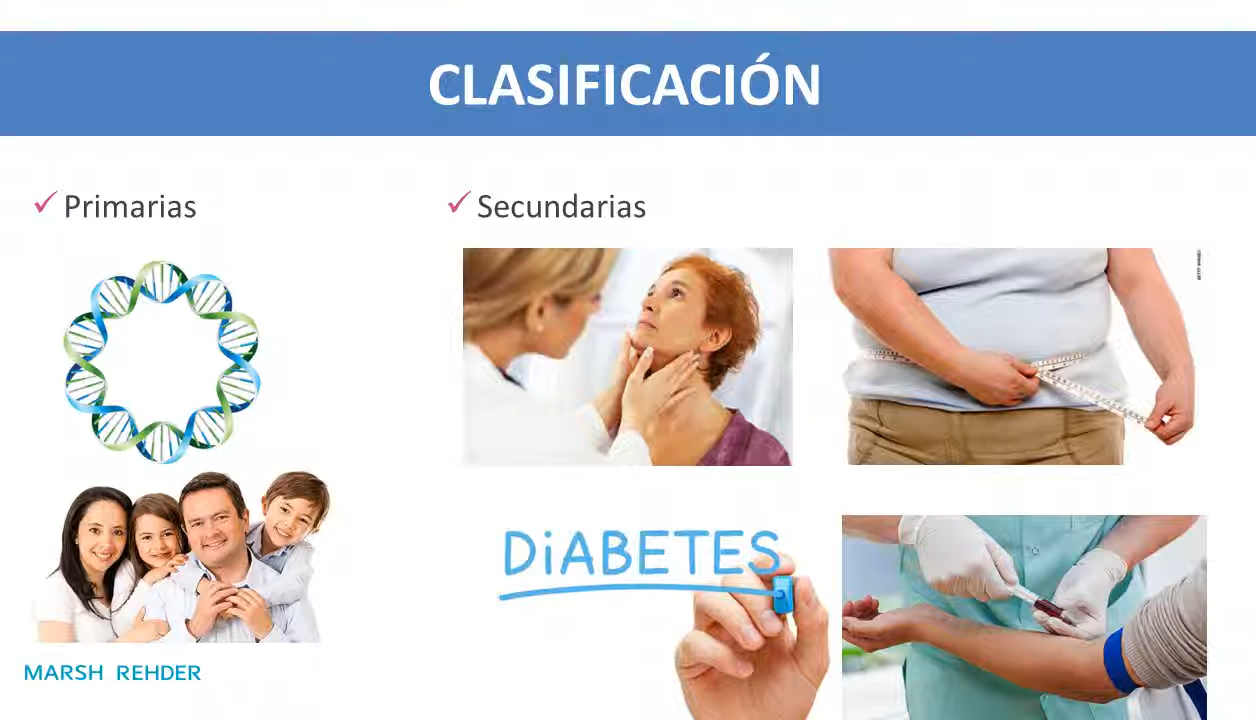 CLASIFICACIÓN
✓ Primarias
✓ Secundarias
DiABETES
MARSH REHDER